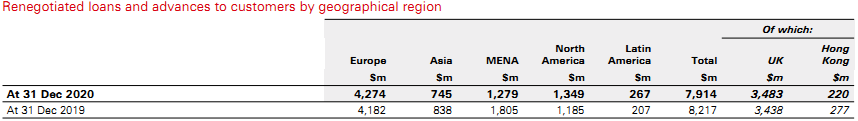 Renegotiated loans and advances to customers by geographical region
Of which:
Europe Asia MENA North America Latin America Total UK Hong Kong
$m $m $m $m $m $m $m $m
At 31 Dec 2020 4,274 745 1,279 1,349 267 7,914 3,483 220
At 31 Dec 2019 4,182 838 1,805 1,185 207 8,217 3,438 277